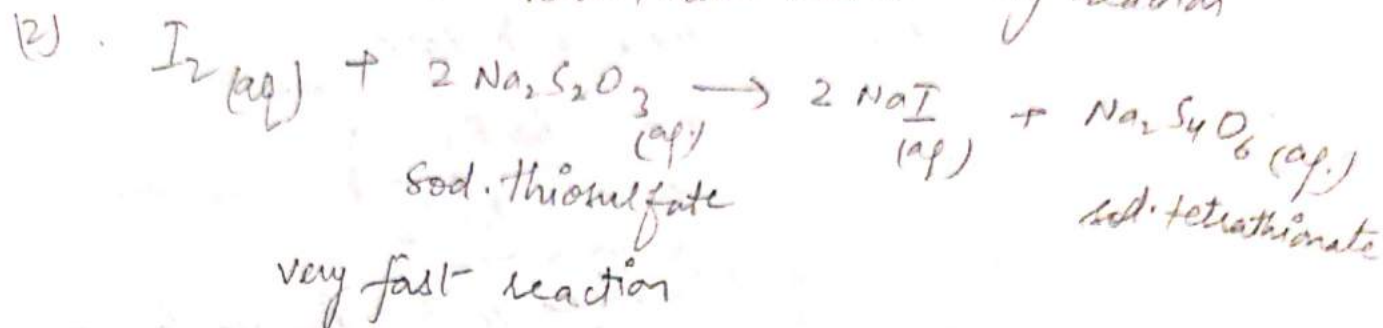 (2). I2 (aq) + 2 Na2S2O3 (aq.) → 2 NaI (aq) + Na2S4O6 (aq.)
sod. thiosulfate
sod. tetrathionate
very fast reaction